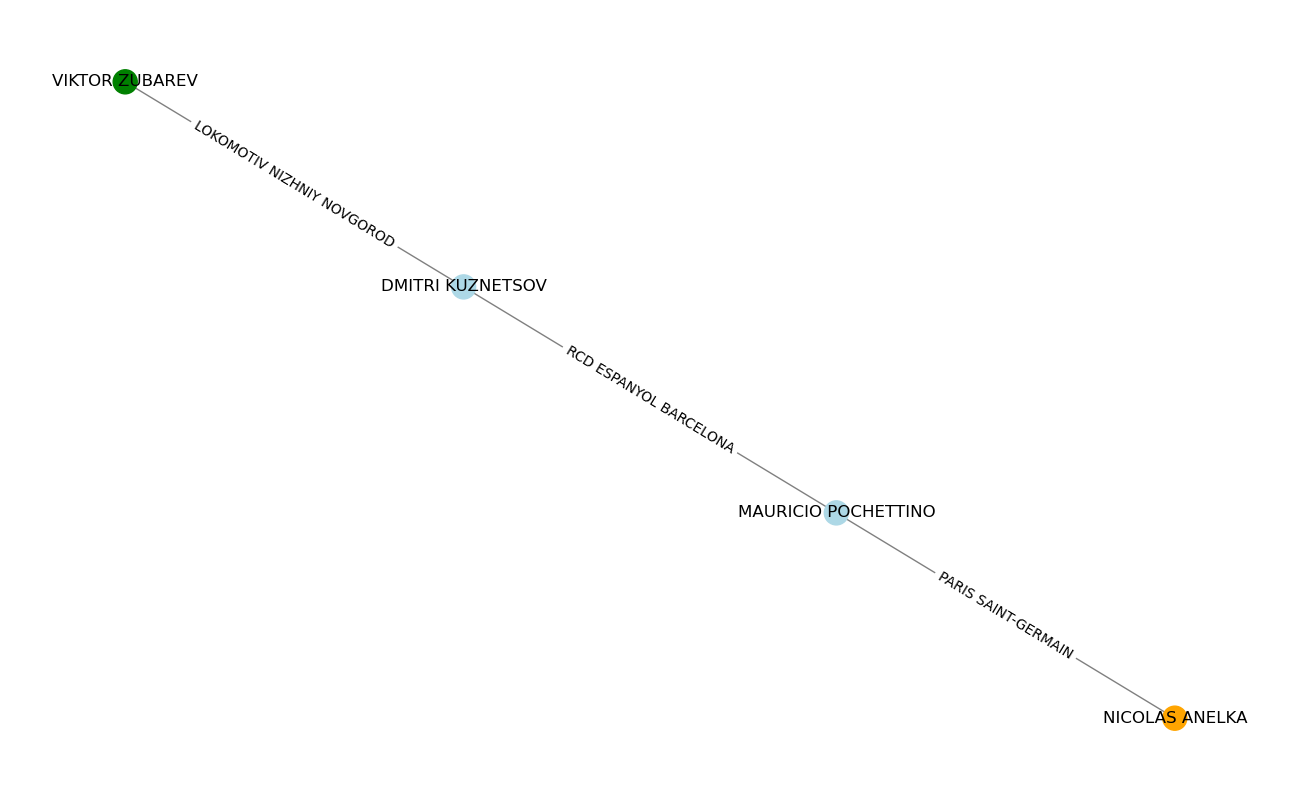 VIKTOR ZUBAREV
LOKOMOTIV NIZHNIY NOVGOROD
DMITRI KUZNETSOV
RCD ESPANYOL BARCELONA
MAURICIO POCHETTINO
PARIS SAINT-GERMAIN
NICOLAS ANELKA